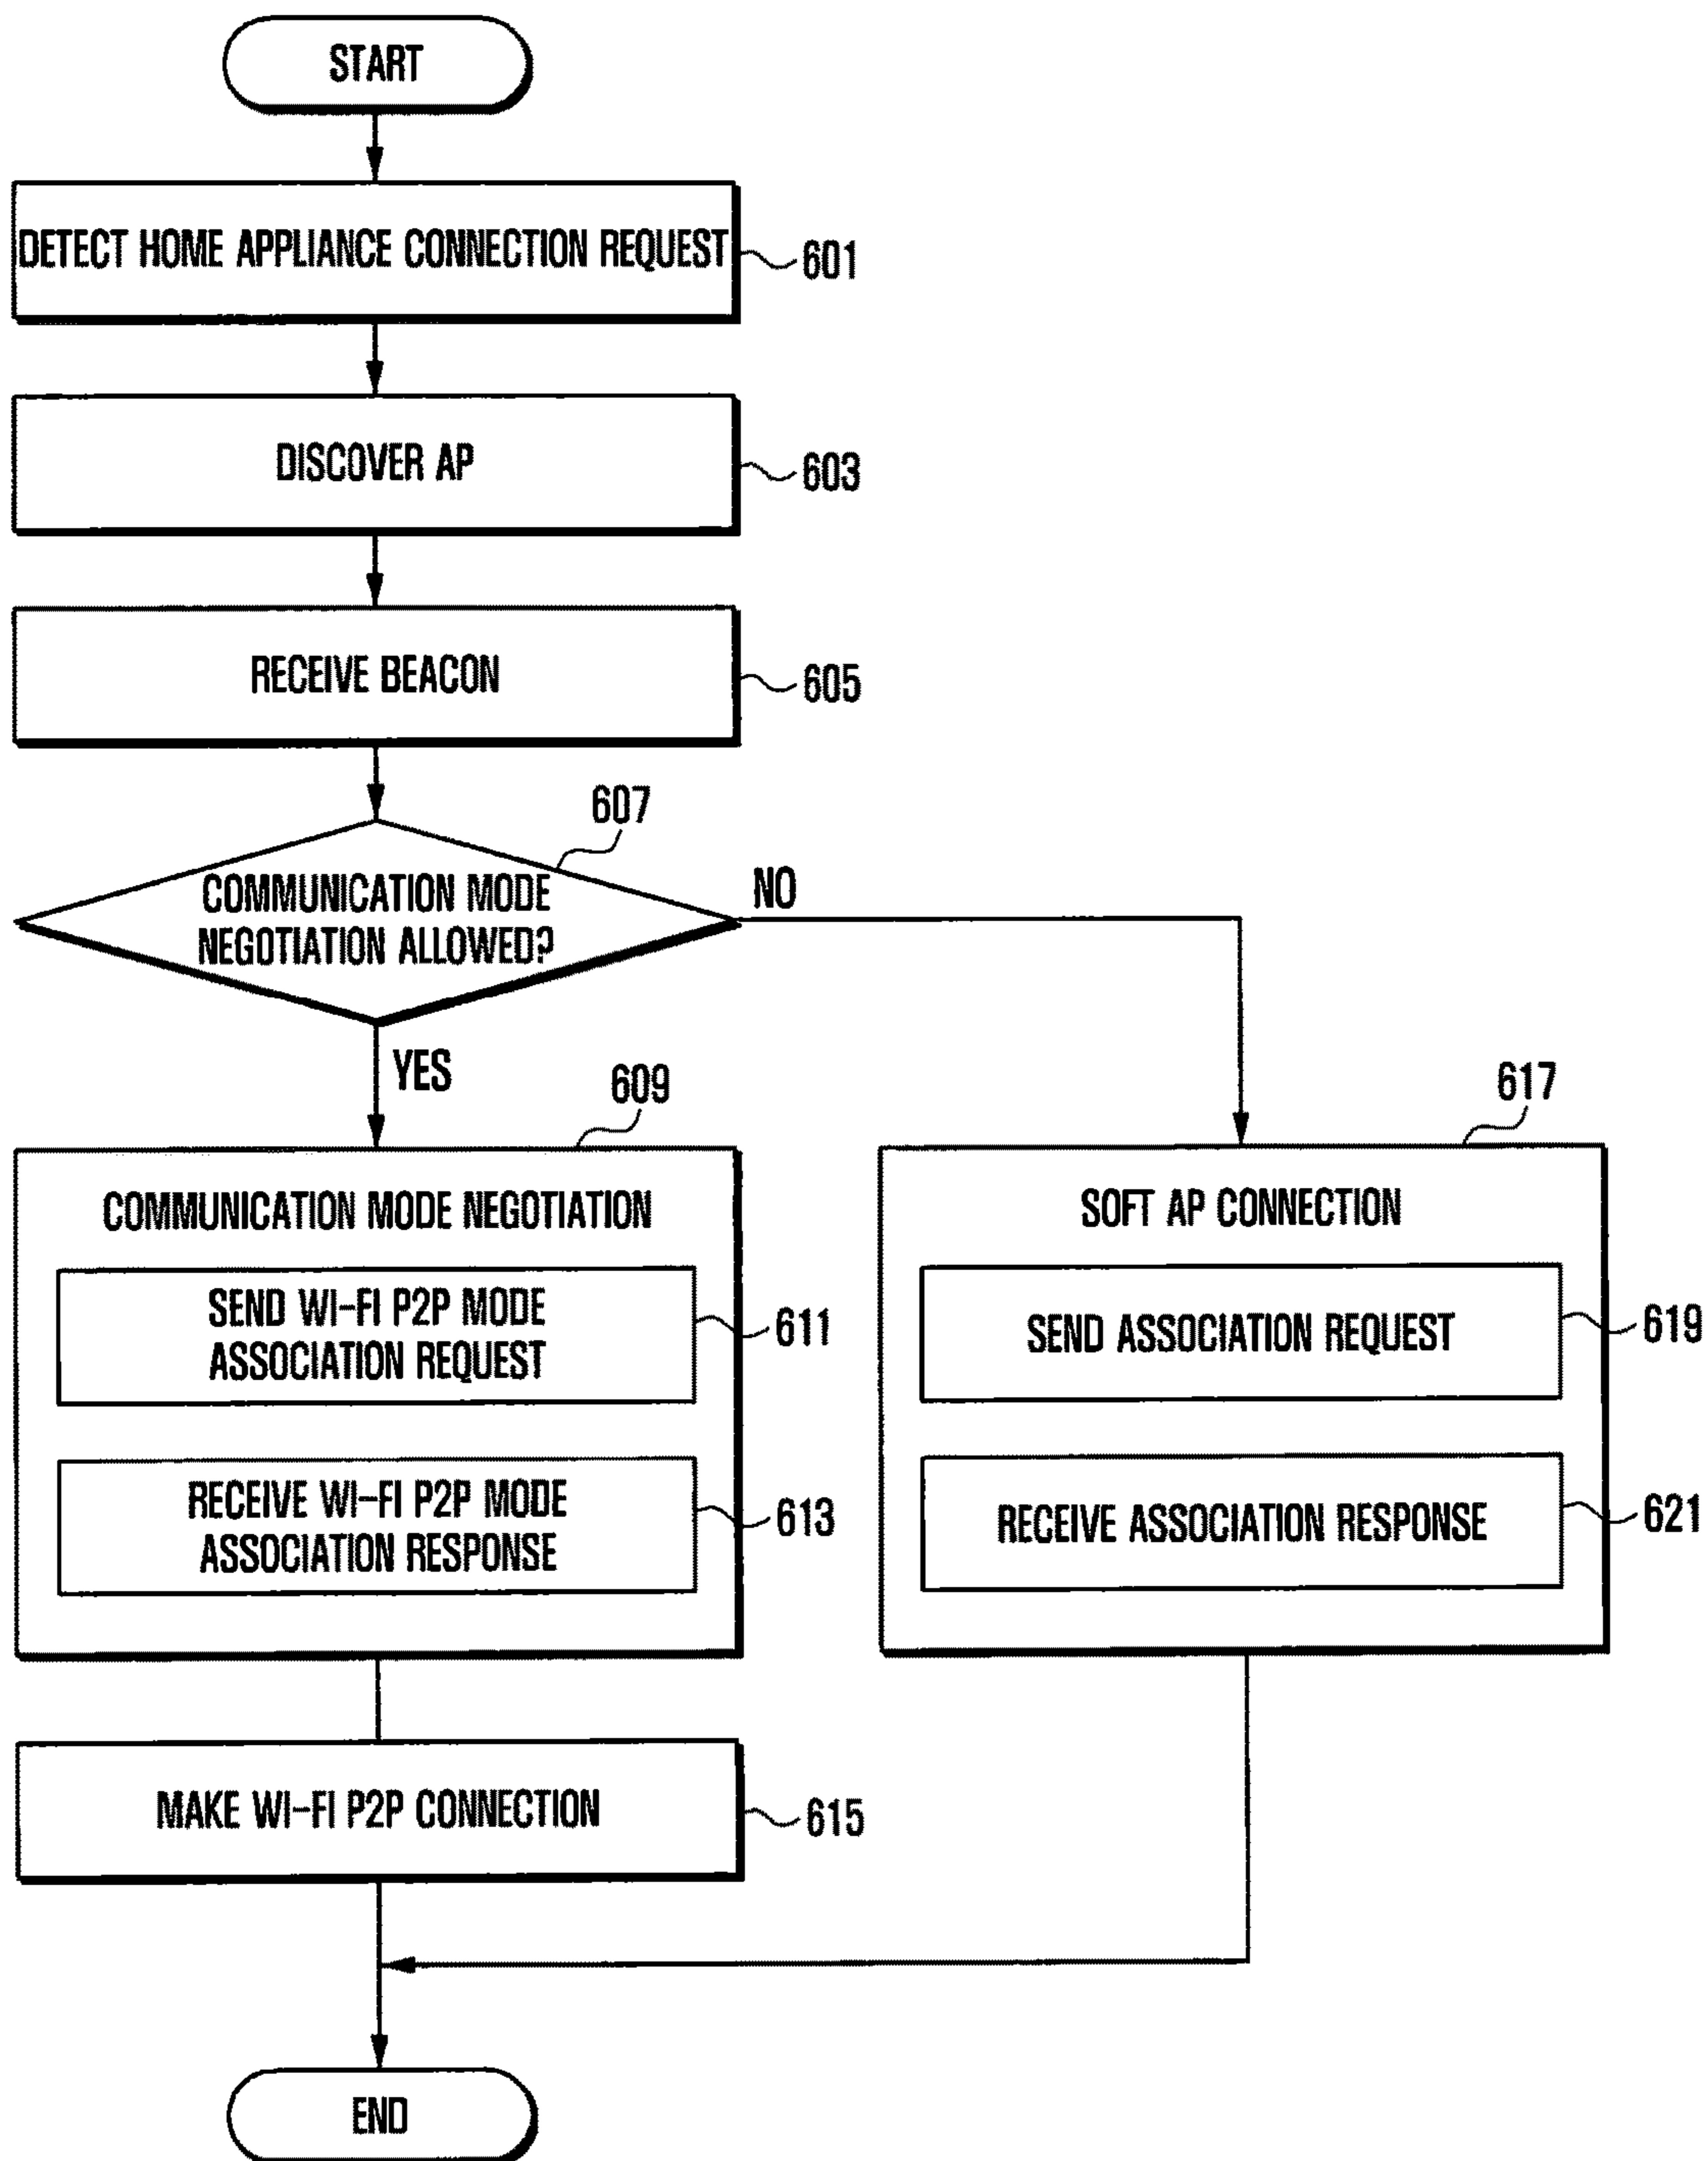 START
DETECT HOME APPLIANCE CONNECTION REQUEST
601
DISCOVER AP
603
RECEIVE BEACON
605
607
COMMUNICATION MODE
NEGOTIATION ALLOWED?
NO
YES
609
COMMUNICATION MODE NEGOTIATION
SEND WI-FI P2P MODE
ASSOCIATION REQUEST
611
RECEIVE WI-FI P2P MODE
ASSOCIATION RESPONSE
613
617
SOFT AP CONNECTION
SEND ASSOCIATION REQUEST
619
RECEIVE ASSOCIATION RESPONSE
621
MAKE WI-FI P2P CONNECTION
615
END